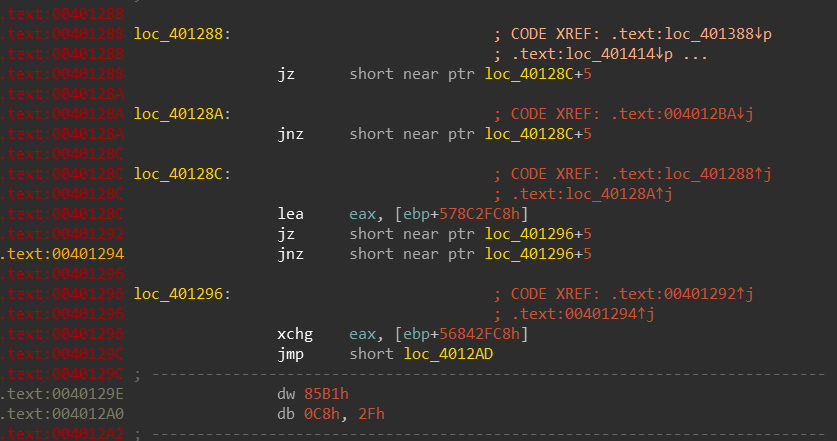 .text:00401288
.text:00401288 loc_401288: ; CODE XREF: .text:loc_401388↓p
.text:00401288 ; .text:loc_401414↓p ...
.text:00401288 jz short near ptr loc_40128C+5
.text:0040128A
.text:0040128A loc_40128A: ; CODE XREF: .text:004012BA↓j
.text:0040128A jnz short near ptr loc_40128C+5
.text:0040128C
.text:0040128C loc_40128C: ; CODE XREF: .text:loc_401288↑j
.text:0040128C ; .text:loc_40128A↑j
.text:0040128C lea eax, [ebp+578C2FC8h]
.text:00401292 jz short near ptr loc_401296+5
.text:00401294 jnz short near ptr loc_401296+5
.text:00401296
.text:00401296 loc_401296: ; CODE XREF: .text:00401292↑j
.text:00401296 ; .text:00401294↑j
.text:00401296 xchg eax, [ebp+56842FC8h]
.text:0040129C jmp short loc_4012AD
.text:0040129C ; ---------------------------------------------------------------------------
.text:0040129E dw 85B1h
.text:004012A0 db 0C8h, 2Fh
.text:004012A2 ; ---------------------------------------------------------------------------